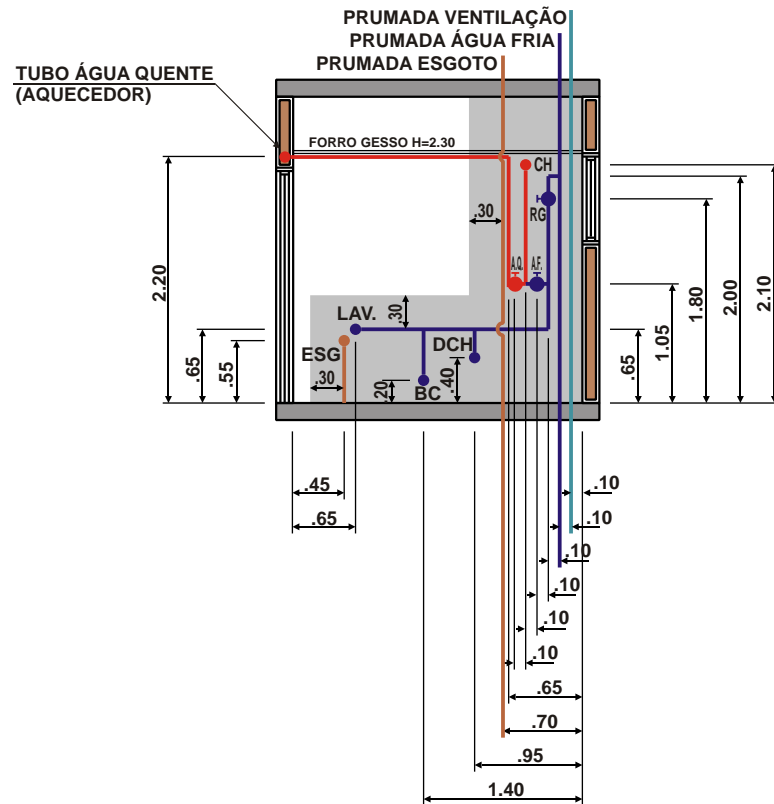 PRUMADA VENTILAÇÃO
PRUMADA ÁGUA FRIA
PRUMADA ESGOTO
TUBO ÁGUA QUENTE
(AQUECEDOR)
FORRO GESSO H=2.30
CH
.30
RG
A.Q.
A.F.
2.20
.30
LAV.
ESG
DCH
.65
.55
.30
.20
BC
.40
.65
1.05
1.80
2.00
2.10
.45
.65
.10
.10
.10
.10
.10
.10
.65
.70
.95
1.40